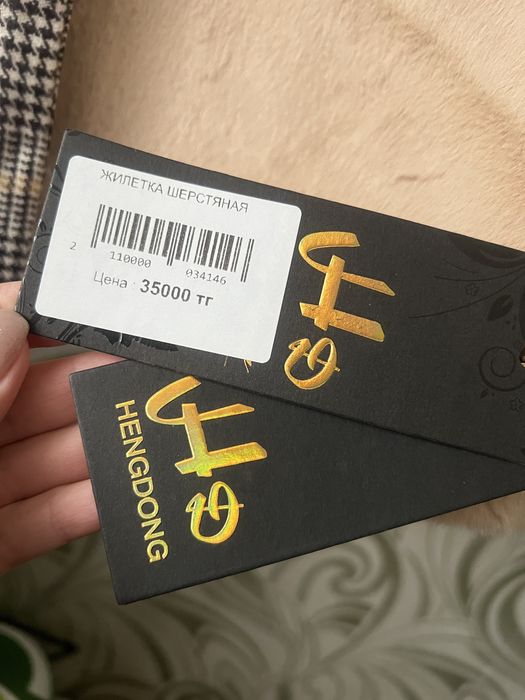 ЖИЛЕТКА ШЕРСТЯНАЯ
2 110000 034146
Цена : 35000 тг
HENGDONG